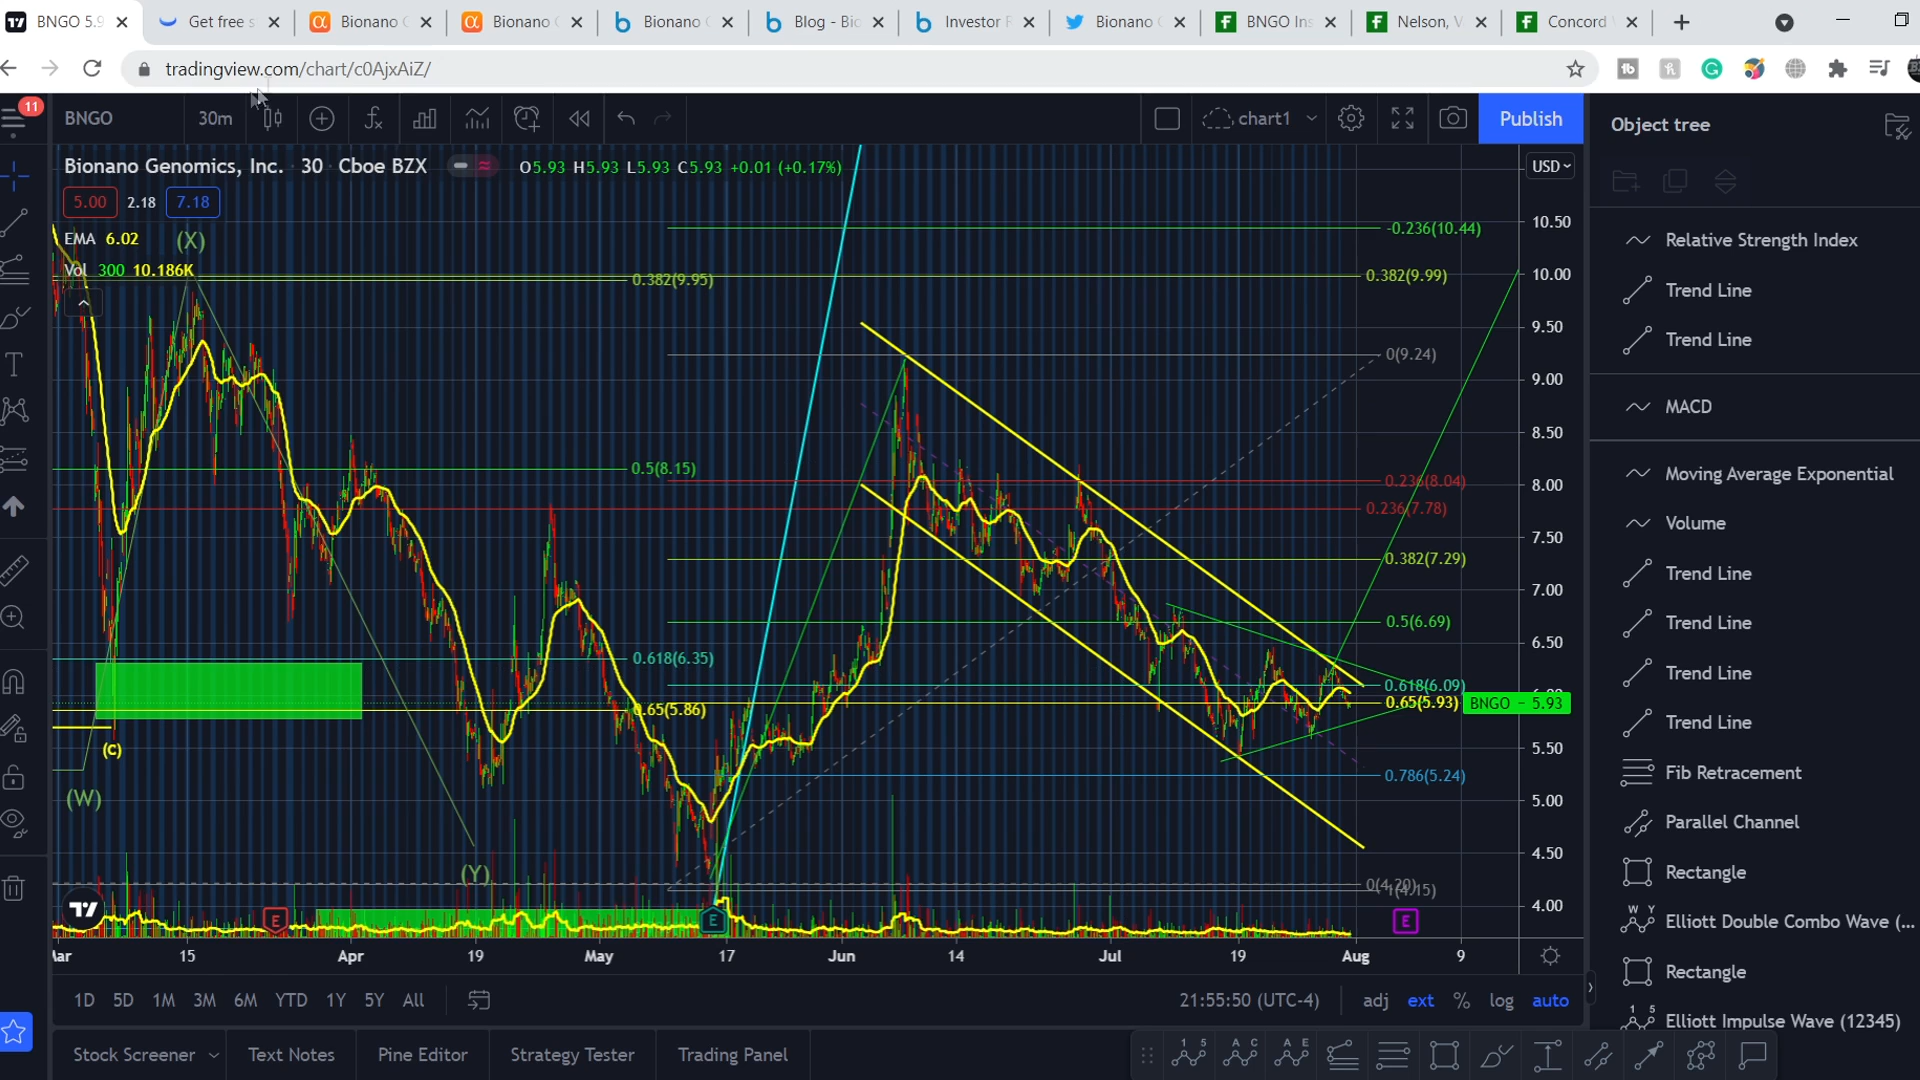 BNGO 5.9
Get free s
Bionano G
Bionano G
Bionano G
Blog - Bio
Investor R
Bionano G
BNGO Ins
Nelson, V
Concord
tradingview.com/chart/c0AjxAiZ/
11
BNGO
30m
chart1
Publish
Object tree
Bionano Genomics, Inc. 30 Cboe BZX
O5.93 H5.93 L5.93 C5.93 +0.01 (+0.17%)
USD
5.00 2.18 7.18
EMA 6.02
(X)
Vol 300 10.186K
-0.236(10.44)
0.382(9.95)
0.382(9.99)
0(9.24)
0.5(8.15)
0.236(8.04)
0.236(7.78)
0.382(7.29)
0.5(6.69)
0.618(6.35)
0.618(6.09)
0.65(5.86)
0.65(5.93)
BNGO - 5.93
(C)
0.786(5.24)
(W)
(Y)
0(4.20)
1(4.15)
E
E
E
10.50
10.00
9.50
9.00
8.50
8.00
7.50
7.00
6.50
6.00
5.50
5.00
4.50
4.00
Mar 15 Apr 19 May 17 Jun 14 Jul 19 Aug 9
1D 5D 1M 3M 6M YTD 1Y 5Y All
21:55:50 (UTC-4)
adj ext % log auto
Stock Screener
Text Notes
Pine Editor
Strategy Tester
Trading Panel
Relative Strength Index
Trend Line
Trend Line
MACD
Moving Average Exponential
Volume
Trend Line
Trend Line
Trend Line
Trend Line
Fib Retracement
Parallel Channel
Rectangle
Elliott Double Combo Wave (...
Rectangle
Elliott Impulse Wave (12345)